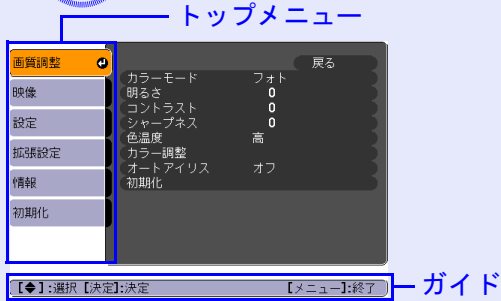 トップメニュー
画質調整
映像
設定
拡張設定
情報
初期化
戻る
カラーモード フォト
明るさ 0
コントラスト 0
シャープネス 0
色温度 高
カラー調整
オートアイリス オフ
初期化
【◆】:選択 【決定】:決定 【メニュー】:終了
ガイド